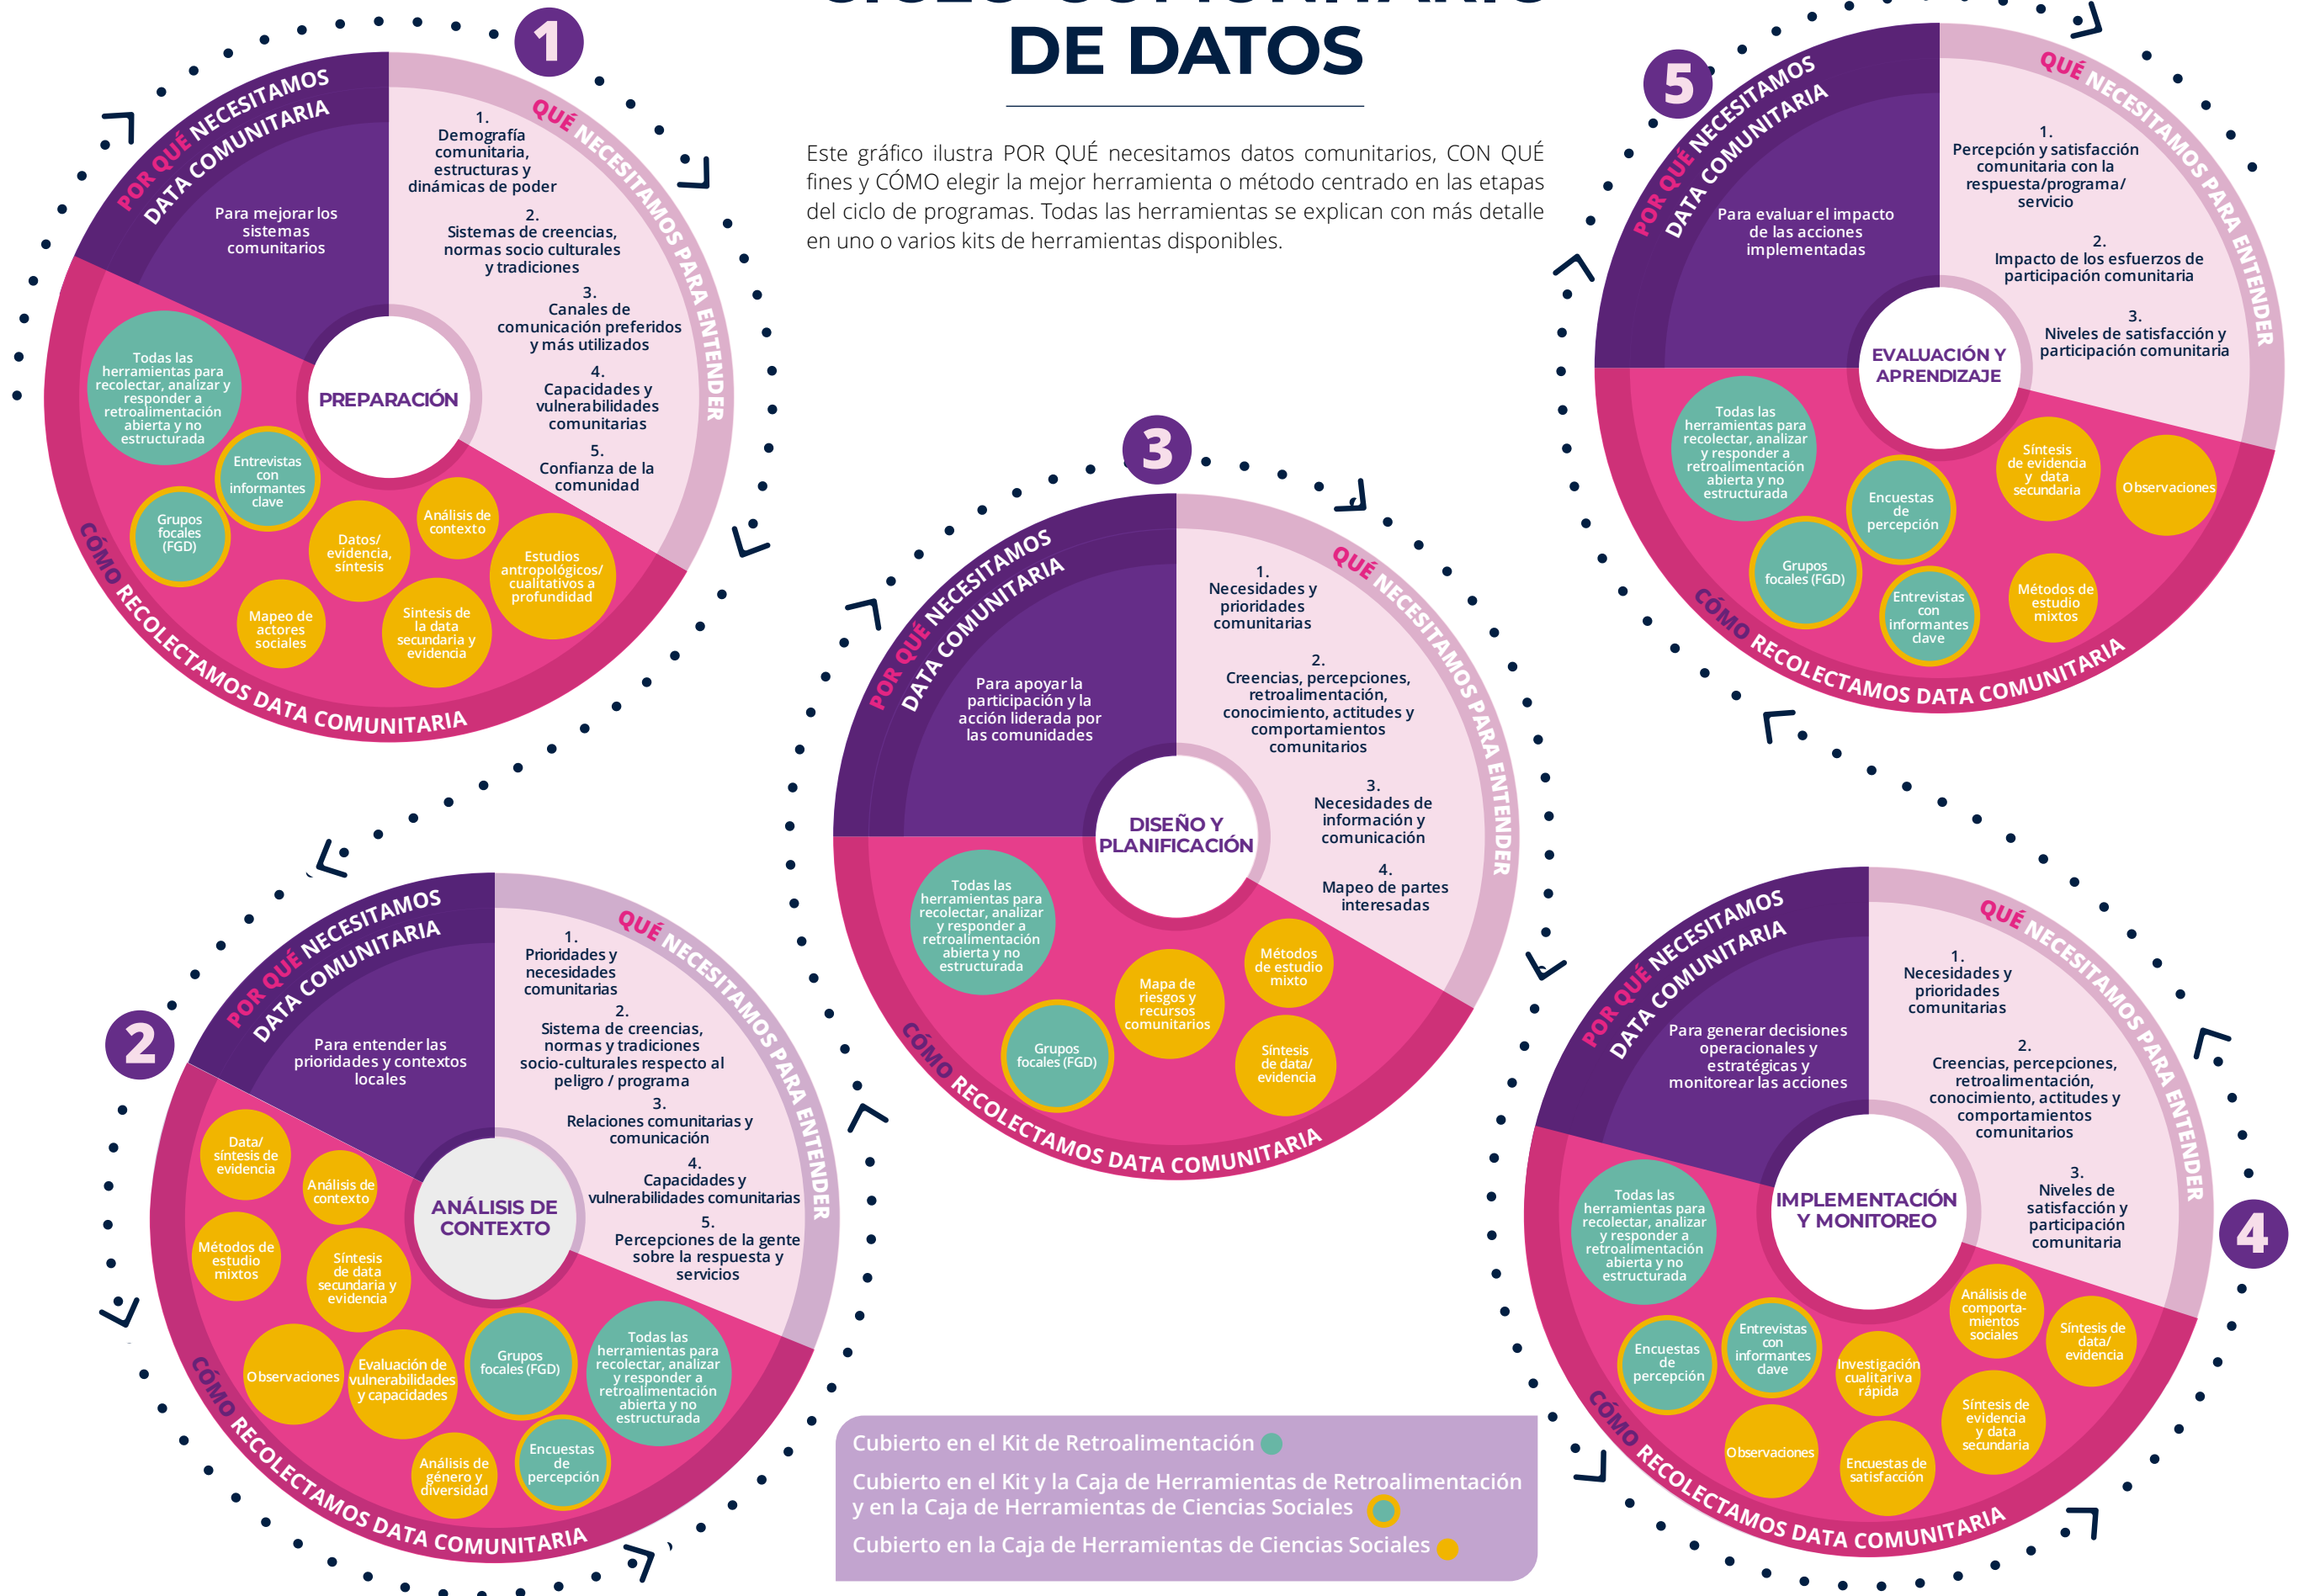 CICLO COMUNITARIO
DE DATOS
Este gráfico ilustra POR QUÉ necesitamos datos comunitarios, CON QUÉ
fines y CÓMO elegir la mejor herramienta o método centrado en las etapas
del ciclo de programas. Todas las herramientas se explican con más detalle
en uno o varios kits de herramientas disponibles.
1
PREPARACIÓN
POR QUÉ NECESITAMOS
DATA COMUNITARIA
Para mejorar los
sistemas
comunitarios
QUÉ NECESITAMOS PARA ENTENDER
1.
Demografía
comunitaria,
estructuras y
dinámicas de poder
2.
Sistemas de creencias,
normas socio culturales
y tradiciones
3.
Canales de
comunicación preferidos
y más utilizados
4.
Capacidades y
vulnerabilidades
comunitarias
5.
Confianza de la
comunidad
CÓMO RECOLECTAMOS DATA COMUNITARIA
Todas las
herramientas para
recolectar, analizar y
responder a
retroalimentación
abierta y no
estructurada
Entrevistas
con
informantes
clave
Grupos
focales
(FGD)
Datos/
evidencia,
síntesis
Análisis de
contexto
Estudios
antropológicos/
cualitativos a
profundidad
Mapeo de
actores
sociales
Sintesis de
la data
secundaria y
evidencia
2
ANÁLISIS DE
CONTEXTO
POR QUÉ NECESITAMOS
DATA COMUNITARIA
Para entender las
prioridades y contextos
locales
QUÉ NECESITAMOS PARA ENTENDER
1.
Prioridades y
necesidades
comunitarias
2.
Sistema de creencias,
normas y tradiciones
socio-culturales respecto al
peligro / programa
3.
Relaciones comunitarias y
comunicación
4.
Capacidades y
vulnerabilidades comunitarias
5.
Percepciones de la gente
sobre la respuesta y
servicios
CÓMO RECOLECTAMOS DATA COMUNITARIA
Data/
síntesis de
evidencia
Análisis de
contexto
Métodos de
estudio
mixtos
Síntesis
de data
secundaria y
evidencia
Observaciones
Evaluación de
vulnerabilidades
y capacidades
Grupos
focales (FGD)
Todas las
herramientas para
recolectar, analizar
y responder a
retroalimentación
abierta y no
estructurada
Análisis de
género y
diversidad
Encuestas
de
percepción
3
DISEÑO Y
PLANIFICACIÓN
POR QUÉ NECESITAMOS
DATA COMUNITARIA
Para apoyar la
participación y la
acción liderada por
las comunidades
QUÉ NECESITAMOS PARA ENTENDER
1.
Necesidades y
prioridades
comunitarias
2.
Creencias, percepciones,
retroalimentación,
conocimiento, actitudes y
comportamientos
comunitarios
3.
Necesidades de
información y
comunicación
4.
Mapeo de partes
interesadas
CÓMO RECOLECTAMOS DATA COMUNITARIA
Todas las
herramientas para
recolectar, analizar
y responder a
retroalimentación
abierta y no
estructurada
Grupos
focales (FGD)
Mapa de
riesgos y
recursos
comunitarios
Métodos
de estudio
mixto
Síntesis
de data/
evidencia
4
IMPLEMENTACIÓN
Y MONITOREO
POR QUÉ NECESITAMOS
DATA COMUNITARIA
Para generar decisiones
operacionales y
estratégicas y
monitorear las acciones
QUÉ NECESITAMOS PARA ENTENDER
1.
Necesidades y
prioridades
comunitarias
2.
Creencias, percepciones,
retroalimentación,
conocimiento, actitudes y
comportamientos
comunitarios
3.
Niveles de
satisfacción y
participación
comunitaria
CÓMO RECOLECTAMOS DATA COMUNITARIA
Todas las
herramientas para
recolectar, analizar
y responder a
retroalimentación
abierta y no
estructurada
Encuestas
de
percepción
Entrevistas
con
informantes
clave
Investigación
cualitariva
rápida
Análisis de
comporta-
mientos
sociales
Síntesis de
data/
evidencia
Observaciones
Encuestas de
satisfacción
Síntesis de
evidencia
y data
secundaria
5
EVALUACIÓN Y
APRENDIZAJE
POR QUÉ NECESITAMOS
DATA COMUNITARIA
Para evaluar el impacto
de las acciones
implementadas
QUÉ NECESITAMOS PARA ENTENDER
1.
Percepción y satisfacción
comunitaria con la
respuesta/programa/
servicio
2.
Impacto de los esfuerzos de
participación comunitaria
3.
Niveles de satisfacción y
participación comunitaria
CÓMO RECOLECTAMOS DATA COMUNITARIA
Todas las
herramientas para
recolectar, analizar
y responder a
retroalimentación
abierta y no
estructurada
Encuestas
de
percepción
Síntesis
de evidencia
y data
secundaria
Observaciones
Grupos
focales (FGD)
Entrevistas
con
informantes
clave
Métodos de
estudio
mixtos
Cubierto en el Kit de Retroalimentación
Cubierto en el Kit y la Caja de Herramientas de Retroalimentación
y en la Caja de Herramientas de Ciencias Sociales
Cubierto en la Caja de Herramientas de Ciencias Sociales